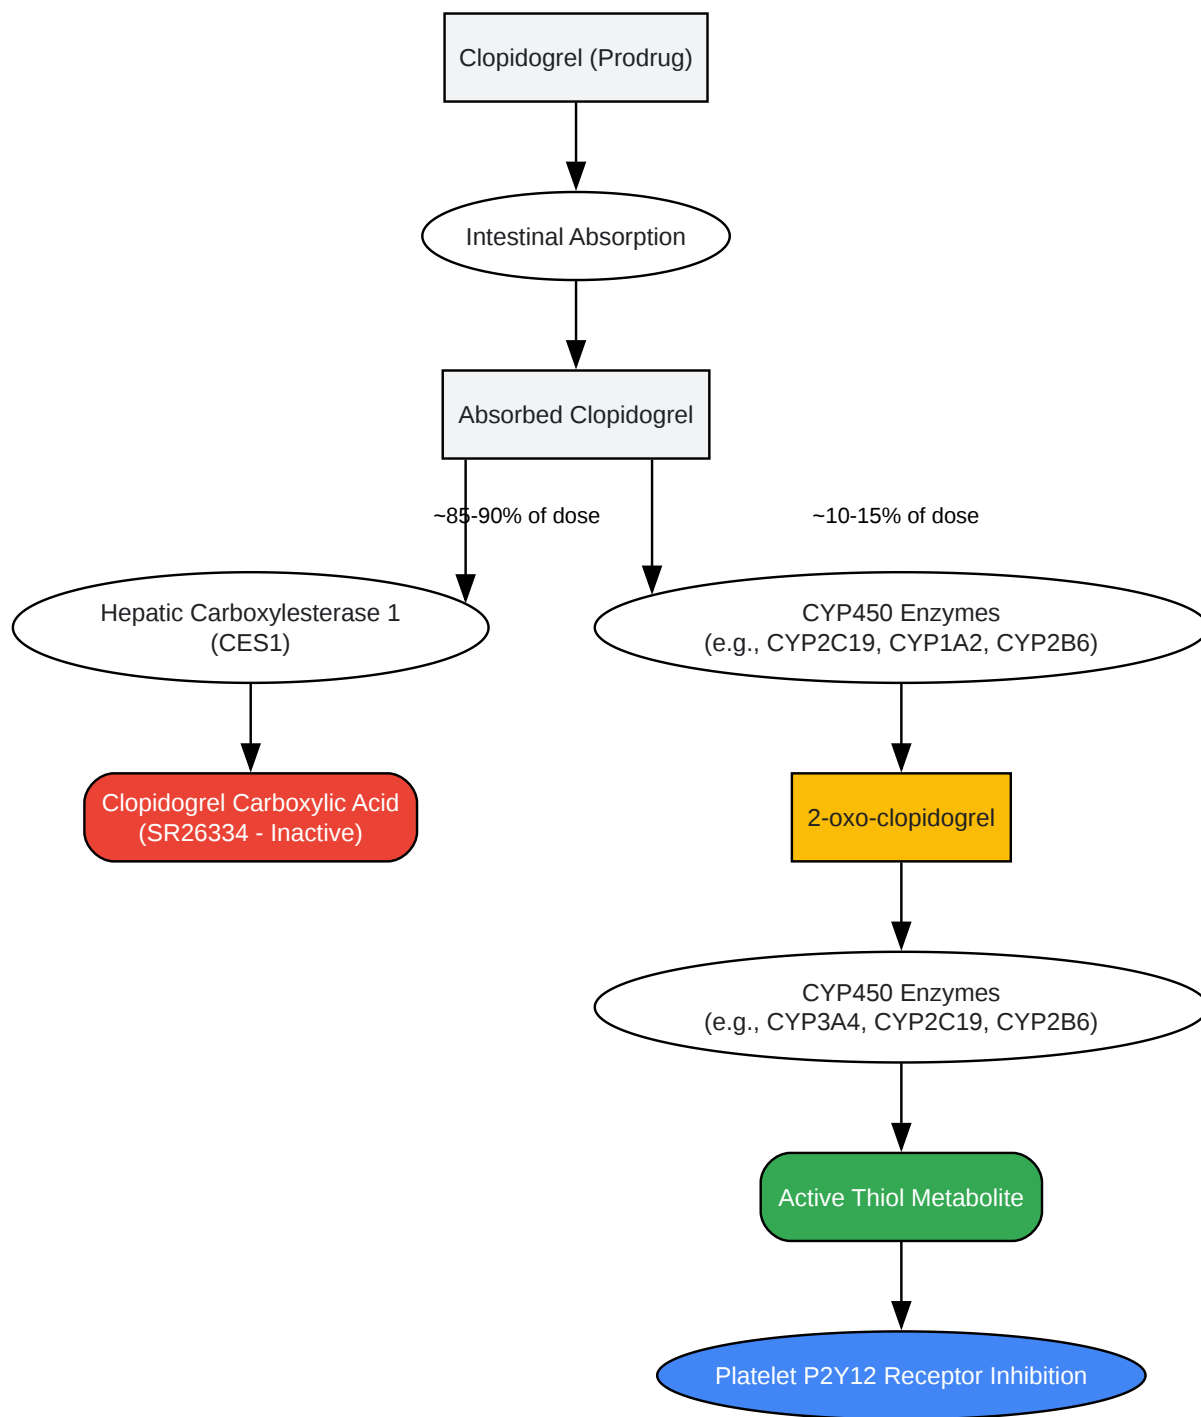 Clopidogrel (Prodrug)
Intestinal Absorption
Absorbed Clopidogrel
~85-90% of dose
~10-15% of dose
Hepatic Carboxylesterase 1
(CES1)
CYP450 Enzymes
(e.g., CYP2C19, CYP1A2, CYP2B6)
Clopidogrel Carboxylic Acid
(SR26334 - Inactive)
2-oxo-clopidogrel
CYP450 Enzymes
(e.g., CYP3A4, CYP2C19, CYP2B6)
Active Thiol Metabolite
Platelet P2Y12 Receptor Inhibition